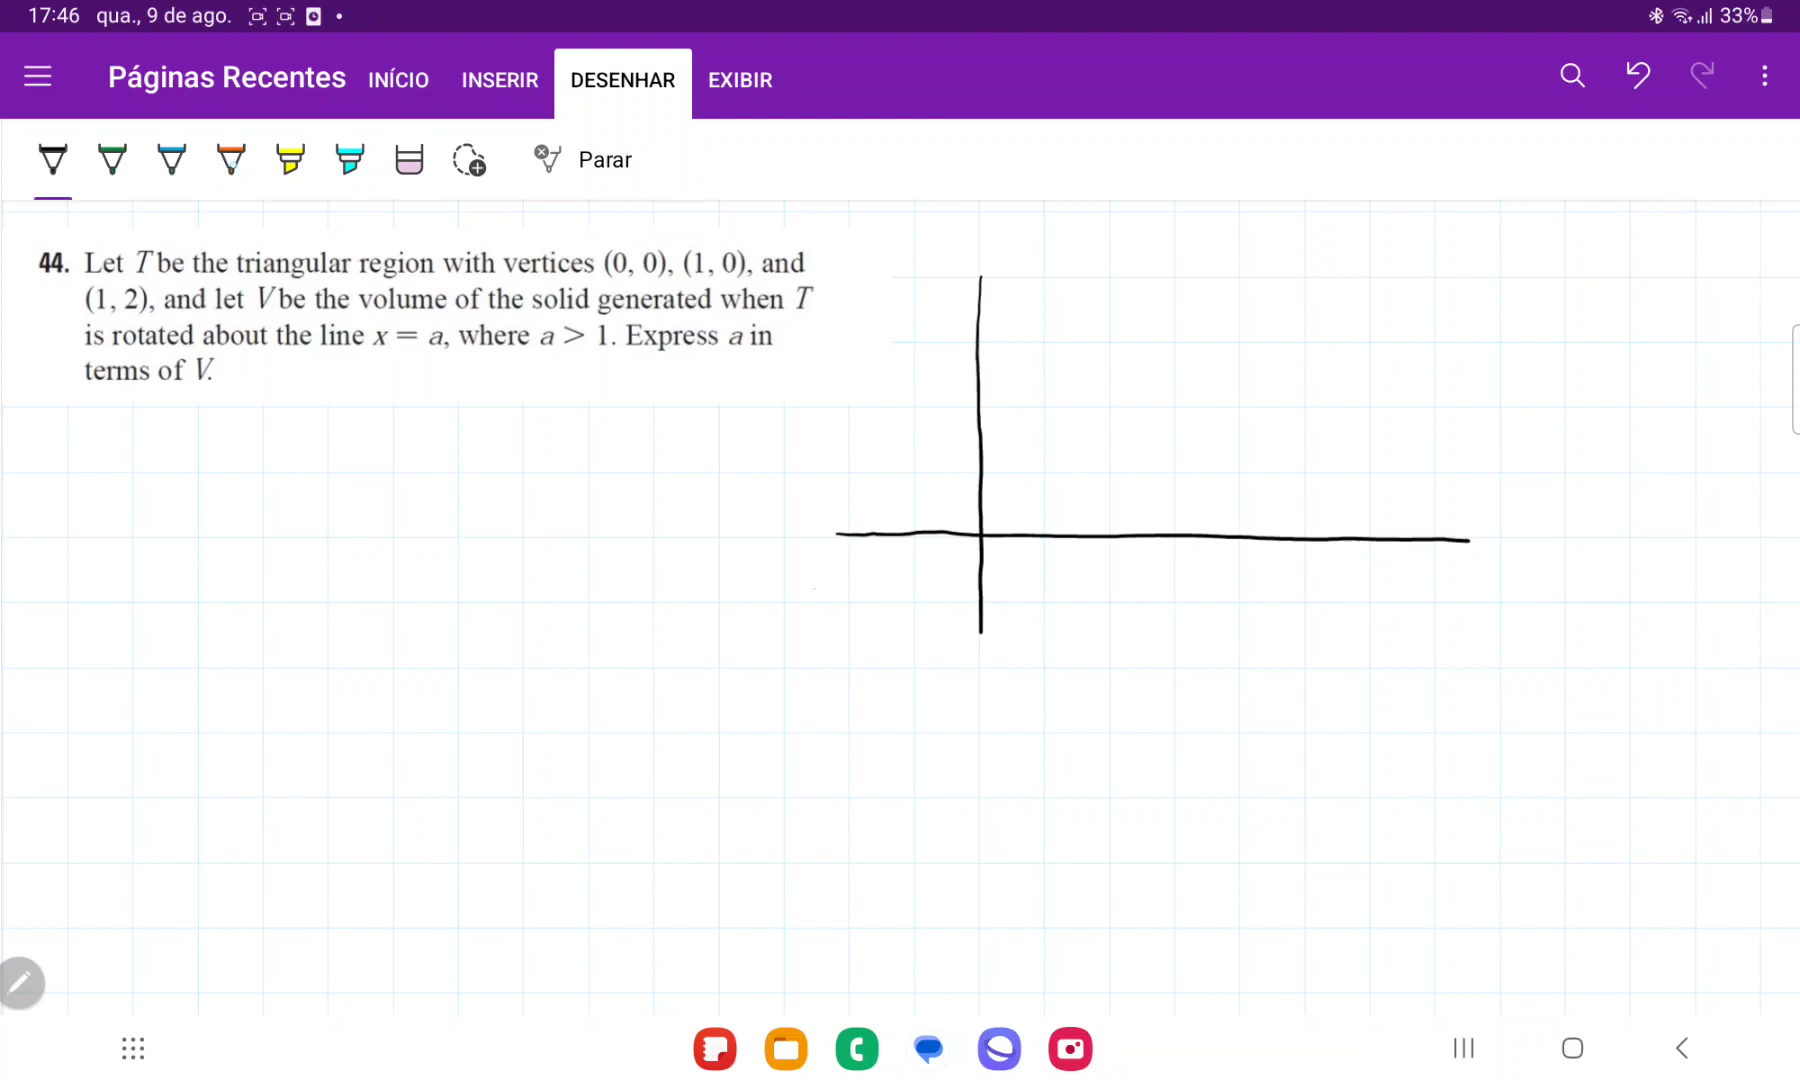 17:46 qua., 9 de ago. 33%
Páginas Recentes INÍCIO INSERIR DESENHAR EXIBIR
Parar
44. Let T be the triangular region with vertices (0, 0), (1, 0), and
(1, 2), and let V be the volume of the solid generated when T
is rotated about the line x = a, where a > 1. Express a in
terms of V.